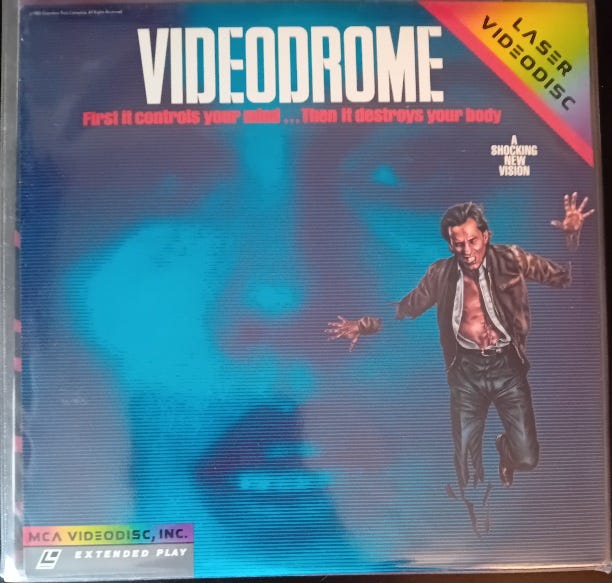 VIDEODROME
First it controls your mind ...Then it destroys your body
LASER
VIDEODISC
A
SHOCKING
NEW
VISION
MCA VIDEODISC, INC.
EXTENDED PLAY